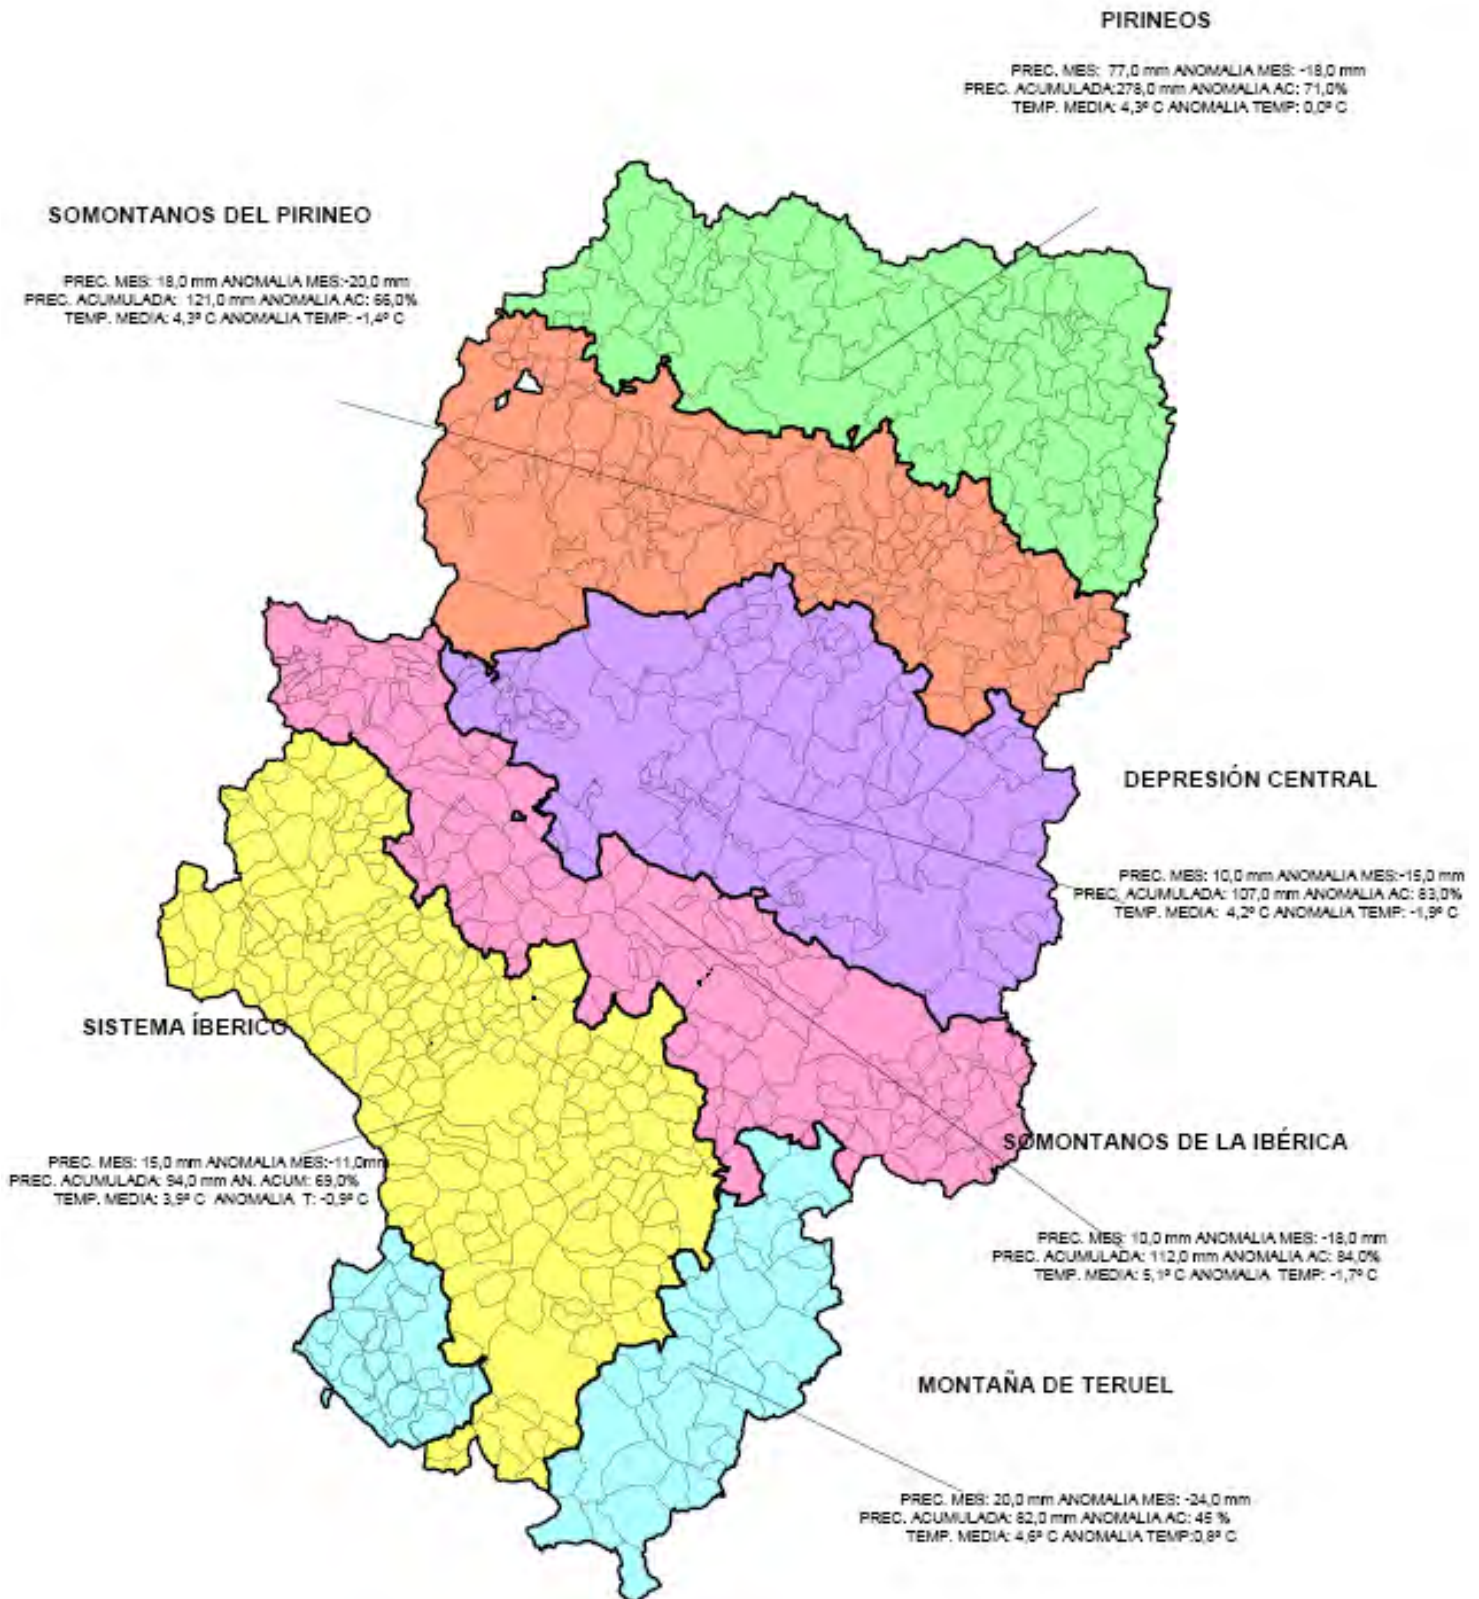 PIRINEOS
PREC. MES: 77,0 mm ANOMALIA MES: -18,0 mm
PREC. ACUMULADA:278,0 mm ANOMALIA AC: 71,0%
TEMP. MEDIA: 4,3º C ANOMALIA TEMP: 0,0º C
SOMONTANOS DEL PIRINEO
PREC. MES: 18,0 mm ANOMALIA MES:-20,0 mm
PREC. ACUMULADA: 121,0 mm ANOMALIA AC: 66,0%
TEMP. MEDIA: 4,3º C ANOMALIA TEMP: -1,4º C
DEPRESIÓN CENTRAL
PREC. MES: 10,0 mm ANOMALIA MES:-15,0 mm
PREC. ACUMULADA: 107,0 mm ANOMALIA AC: 83,0%
TEMP. MEDIA: 4,2º C ANOMALIA TEMP: -1,9º C
SISTEMA ÍBERICO
PREC. MES: 15,0 mm ANOMALIA MES:-11,0mm
PREC. ACUMULADA: 94,0 mm AN. ACUM: 69,0%
TEMP. MEDIA: 3,9º C ANOMALIA T: -0,9º C
SOMONTANOS DE LA IBÉRICA
PREC. MES: 10,0 mm ANOMALIA MES: -18,0 mm
PREC. ACUMULADA: 112,0 mm ANOMALIA AC: 84,0%
TEMP. MEDIA: 5,1º C ANOMALIA TEMP: -1,7º C
MONTAÑA DE TERUEL
PREC. MES: 20,0 mm ANOMALIA MES: -24,0 mm
PREC. ACUMULADA: 82,0 mm ANOMALIA AC: 45 %
TEMP. MEDIA: 4,6º C ANOMALIA TEMP:0,8º C